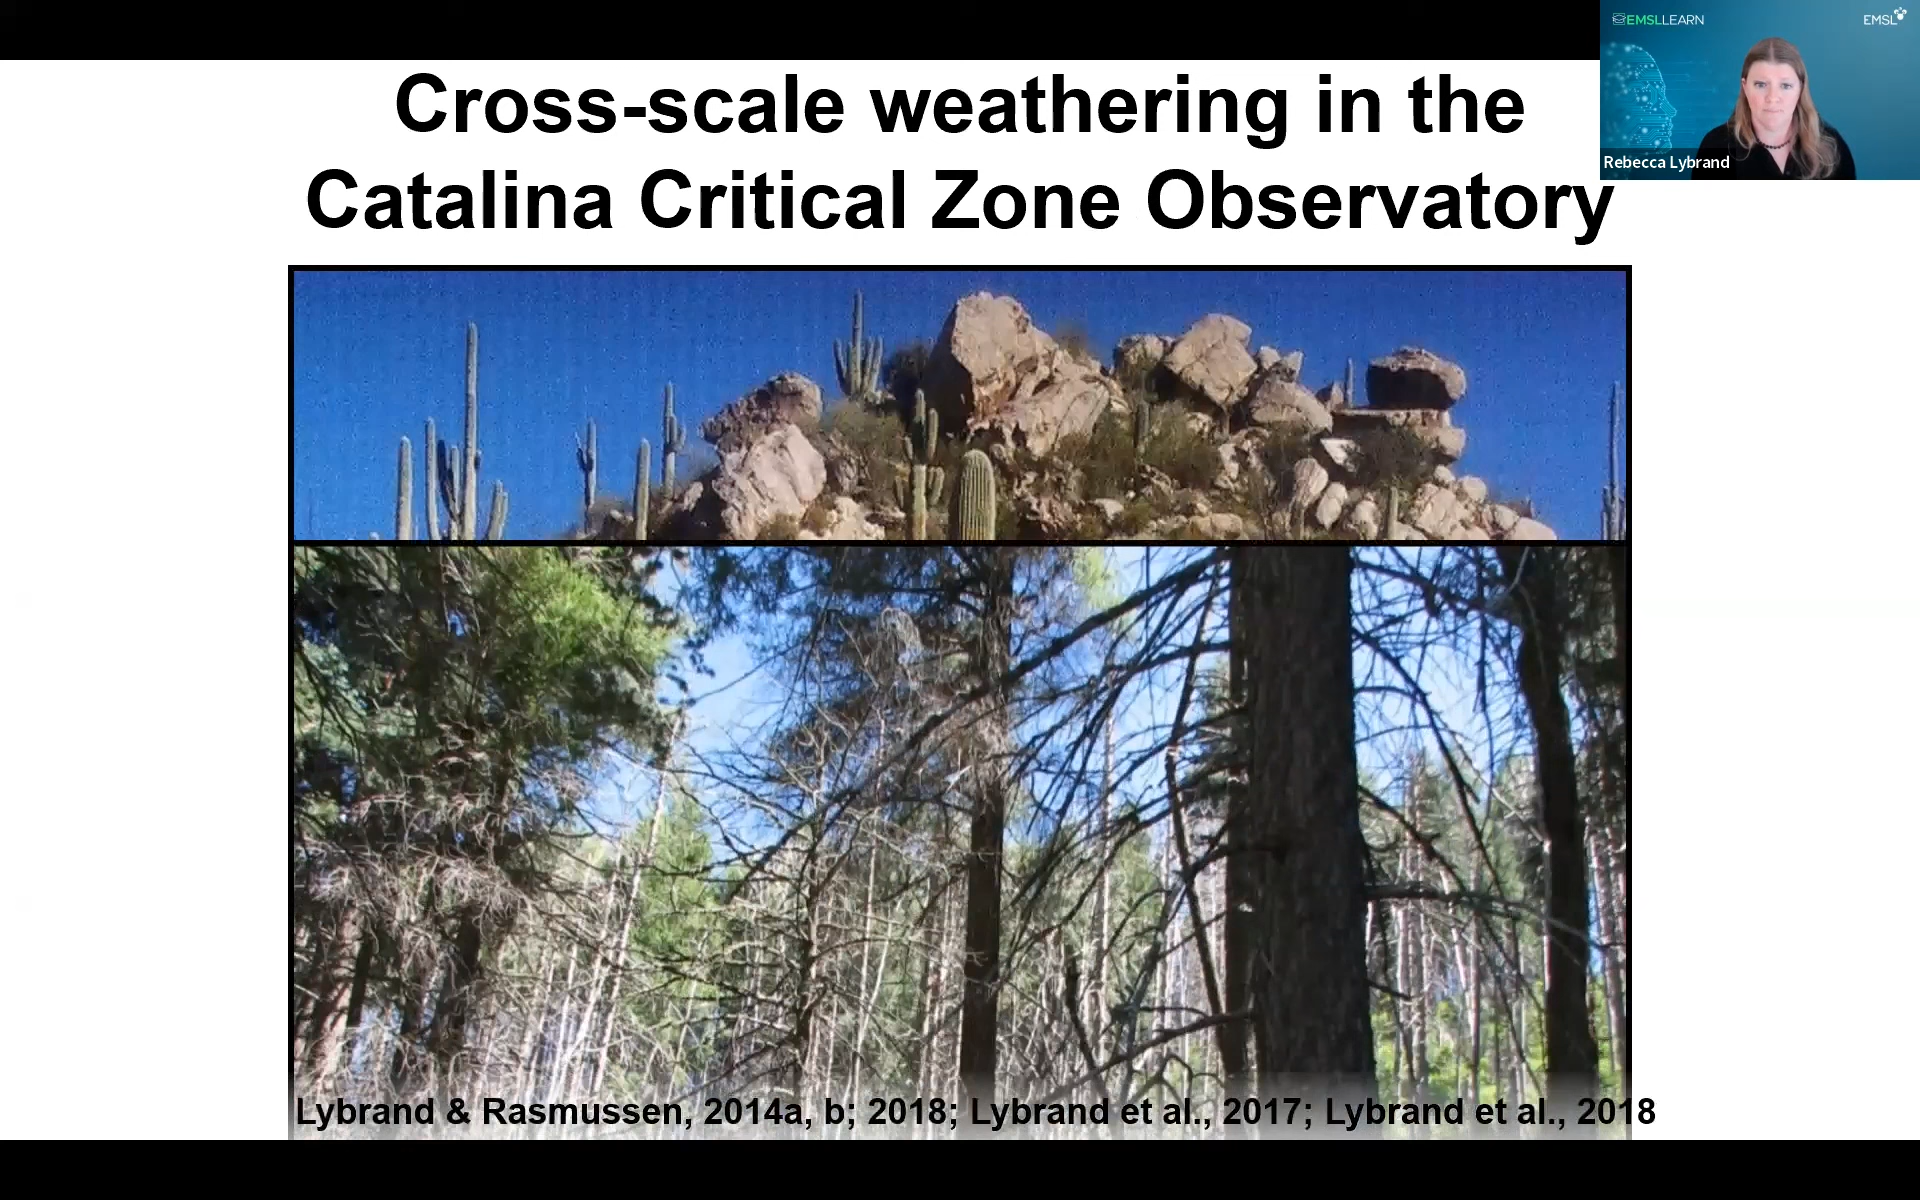 EMSLLEARN
EMSL
Rebecca Lybrand
Cross-scale weathering in the
Catalina Critical Zone Observatory
Lybrand & Rasmussen, 2014a, b; 2018; Lybrand et al., 2017; Lybrand et al., 2018